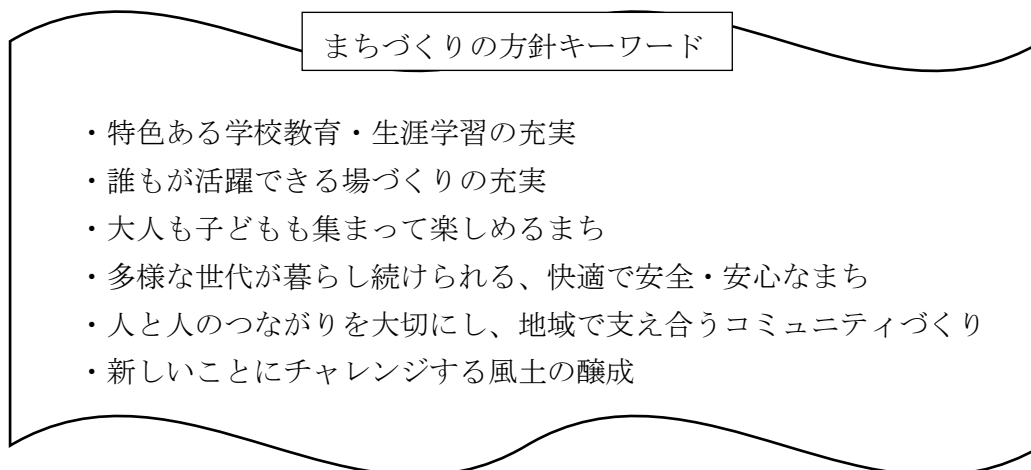 まちづくりの方針キーワード
・特色ある学校教育・生涯学習の充実
・誰もが活躍できる場づくりの充実
・大人も子どもも集まって楽しめるまち
・多様な世代が暮らし続けられる、快適で安全・安心なまち
・人と人のつながりを大切にし、地域で支え合うコミュニティづくり
・新しいことにチャレンジする風土の醸成